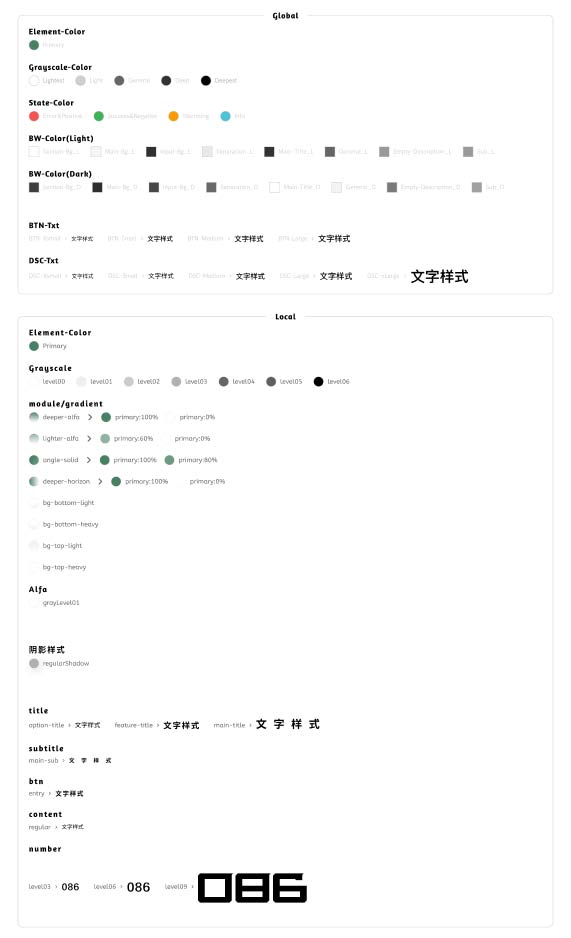 Global
Element-Color
Primary
Grayscale-Color
Lightest Light General Deep Deepest
State-Color
Error&Positive Success&Negative Warning Info
BW-Color(Light)
Section-Bg_L Main-Bg_L Input-Bg_L Separation_L Main-Title_L General_L Empty-Description_L Sub_L
BW-Color(Dark)
Section-Bg_D Main-Bg_D Input-Bg_D Separation_D Main-Title_D General_D Empty-Description_D Sub_D
BTN-Txt
BTN-Xsmall > 文字样式 BTN-Small > 文字样式 BTN-Medium > 文字样式 BTN-Large > 文字样式
DSC-Txt
DSC-Xsmall > 文字样式 DSC-Small > 文字样式 DSC-Medium > 文字样式 DSC-Large > 文字样式 DSC-xLarge > 文字样式
Local
Element-Color
Primary
Grayscale
level00 level01 level02 level03 level04 level05 level06
module/gradient
deeper-alfa > primary:100% primary:0%
lighter-alfa > primary:60% primary:0%
angle-solid > primary:100% primary:80%
deeper-horizon > primary:100% primary:0%
bg-bottom-light
bg-bottom-heavy
bg-top-light
bg-top-heavy
Alfa
grayLevel01
阴影样式
regularShadow
title
option-title > 文字样式 feature-title > 文字样式 main-title > 文 字 样 式
subtitle
main-sub > 文 字 样 式
btn
entry > 文字样式
content
regular > 文字样式
number
level03 > 086 level06 > 086 level09 > 086